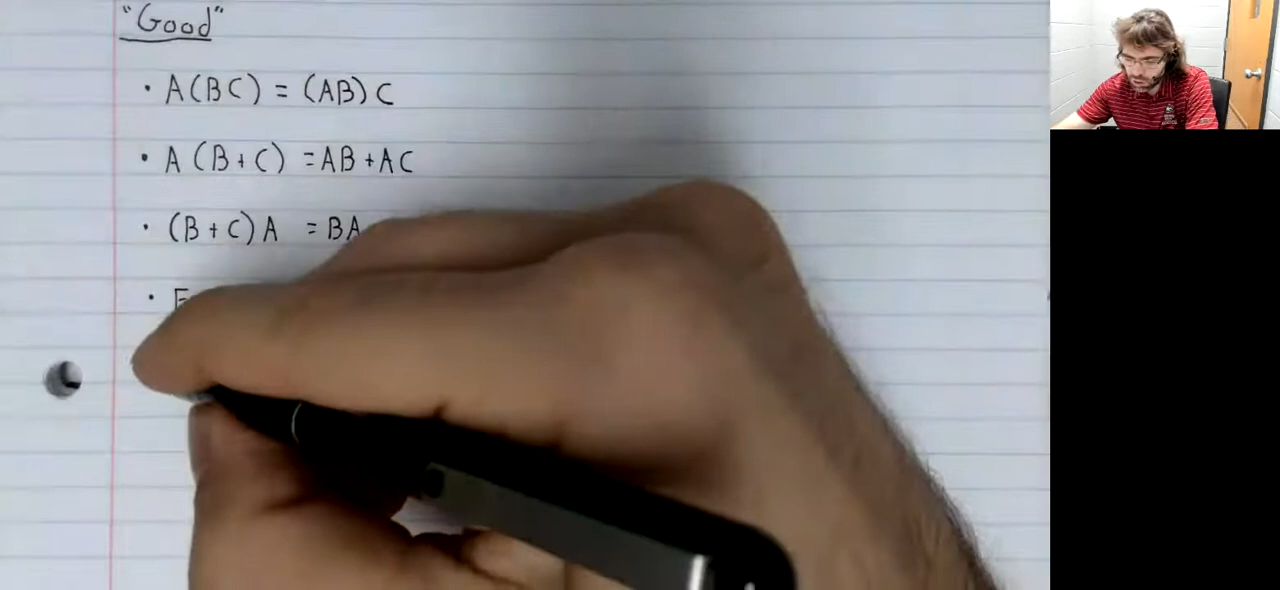 "Good"
· A(BC) = (AB)C
· A(B+C) = AB+AC
· (B+C)A = BA
·